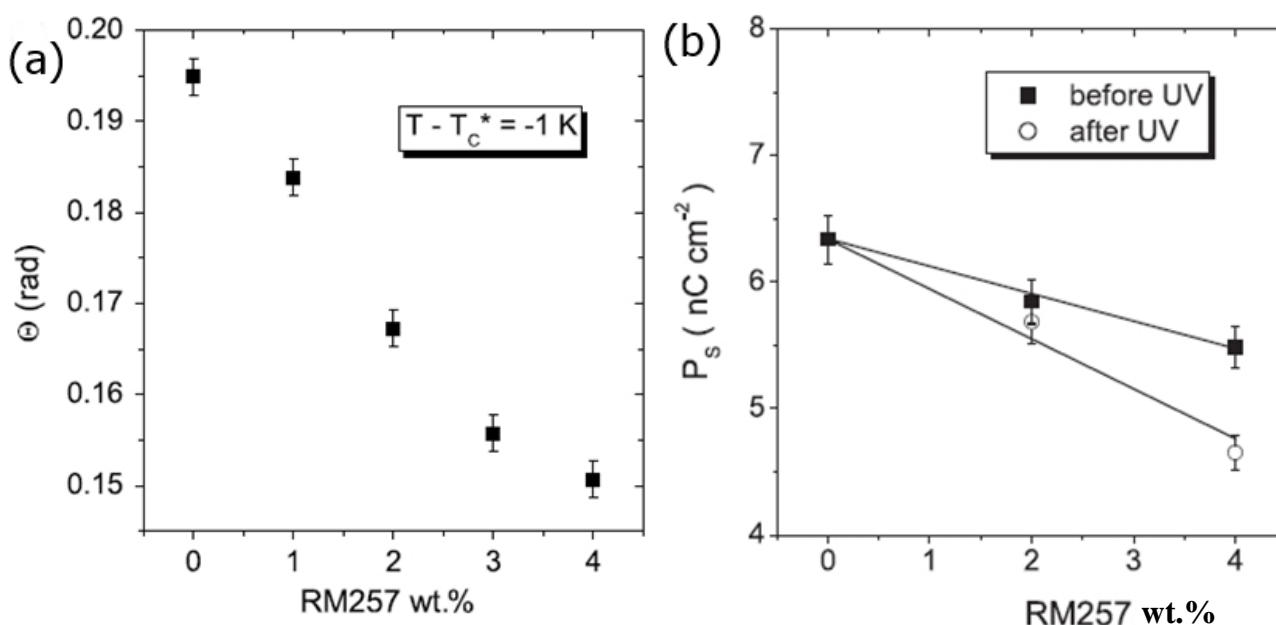 (a)
0.20
0.19
0.18
0.17
0.16
0.15
Θ (rad)
T - T_c* = -1 K
0 1 2 3 4
RM257 wt.%
(b)
8
7
6
5
4
P_s ( nC cm⁻² )
before UV
after UV
0 1 2 3 4
RM257 wt.%